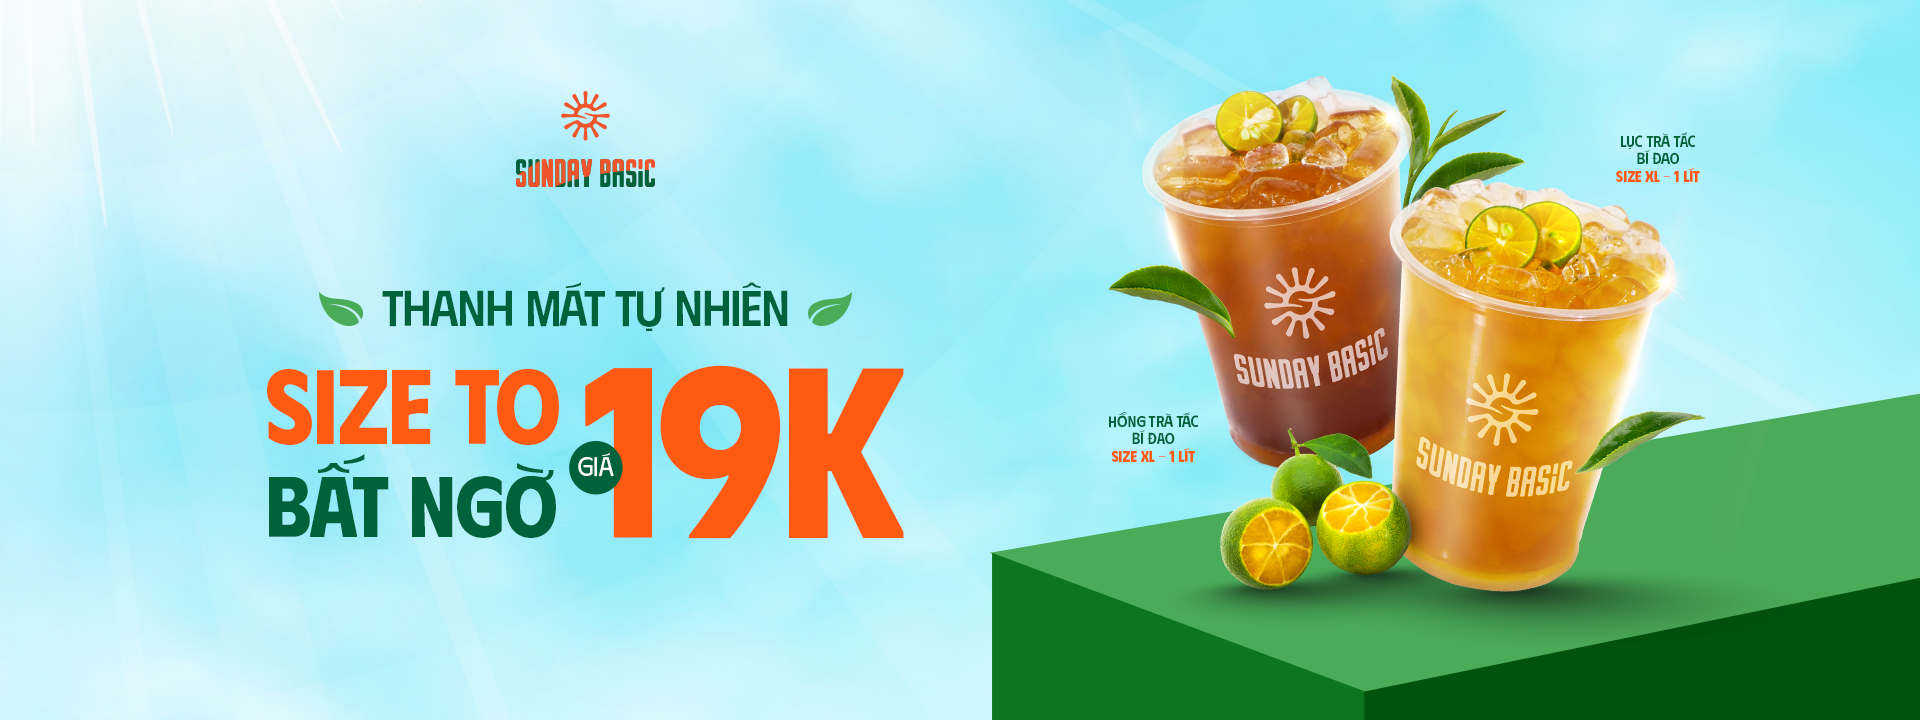 SUNDAY BASIC
THANH MÁT TỰ NHIÊN
SIZE TO
BẤT NGỜ
GIÁ
19K
SUNDAY BASIC
SUNDAY BASIC
LỤC TRÀ TẮC
BÍ ĐAO
SIZE XL – 1 LÍT
HỒNG TRÀ TẮC
BÍ ĐAO
SIZE XL – 1 LÍT